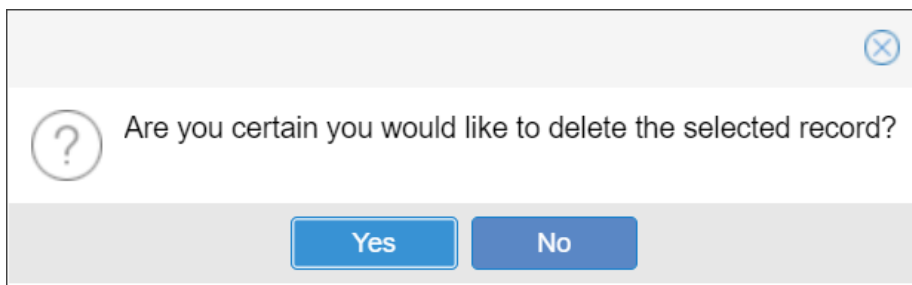 Are you certain you would like to delete the selected record?
Yes
No